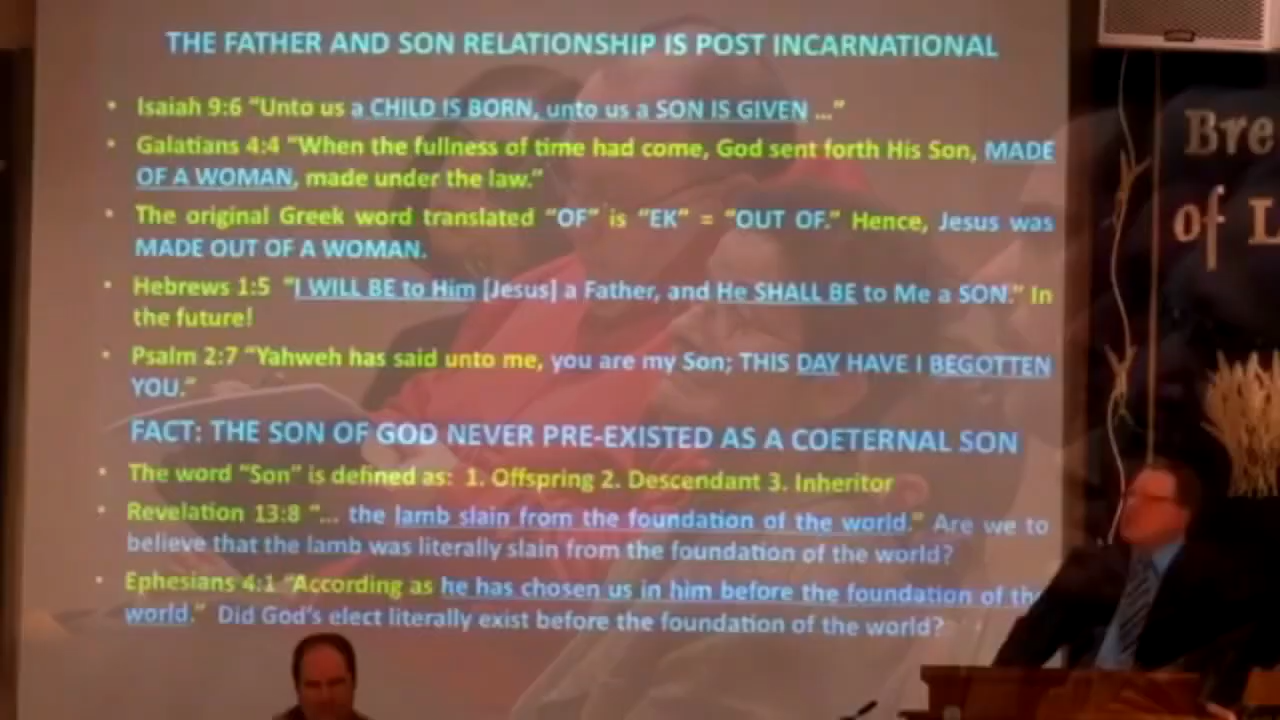 THE FATHER AND SON RELATIONSHIP IS POST INCARNATIONAL
• Isaiah 9:6 "Unto us a CHILD IS BORN, unto us a SON IS GIVEN ..."
• Galatians 4:4 "When the fullness of time had come, God sent forth His Son, MADE
OF A WOMAN, made under the law."
• The original Greek word translated "OF" is "EK" = "OUT OF." Hence, Jesus was
MADE OUT OF A WOMAN.
• Hebrews 1:5 "I WILL BE to Him [Jesus] a Father, and He SHALL BE to Me a SON." In
the future!
• Psalm 2:7 "Yahweh has said unto me, you are my Son; THIS DAY HAVE I BEGOTTEN
YOU."
FACT: THE SON OF GOD NEVER PRE-EXISTED AS A COETERNAL SON
• The word "Son" is defined as: 1. Offspring 2. Descendant 3. Inheritor
• Revelation 13:8 "... the lamb slain from the foundation of the world." Are we to
believe that the lamb was literally slain from the foundation of the world?
• Ephesians 4:1 "According as he has chosen us in him before the foundation of the
world." Did God's elect literally exist before the foundation of the world?
Bre
of L